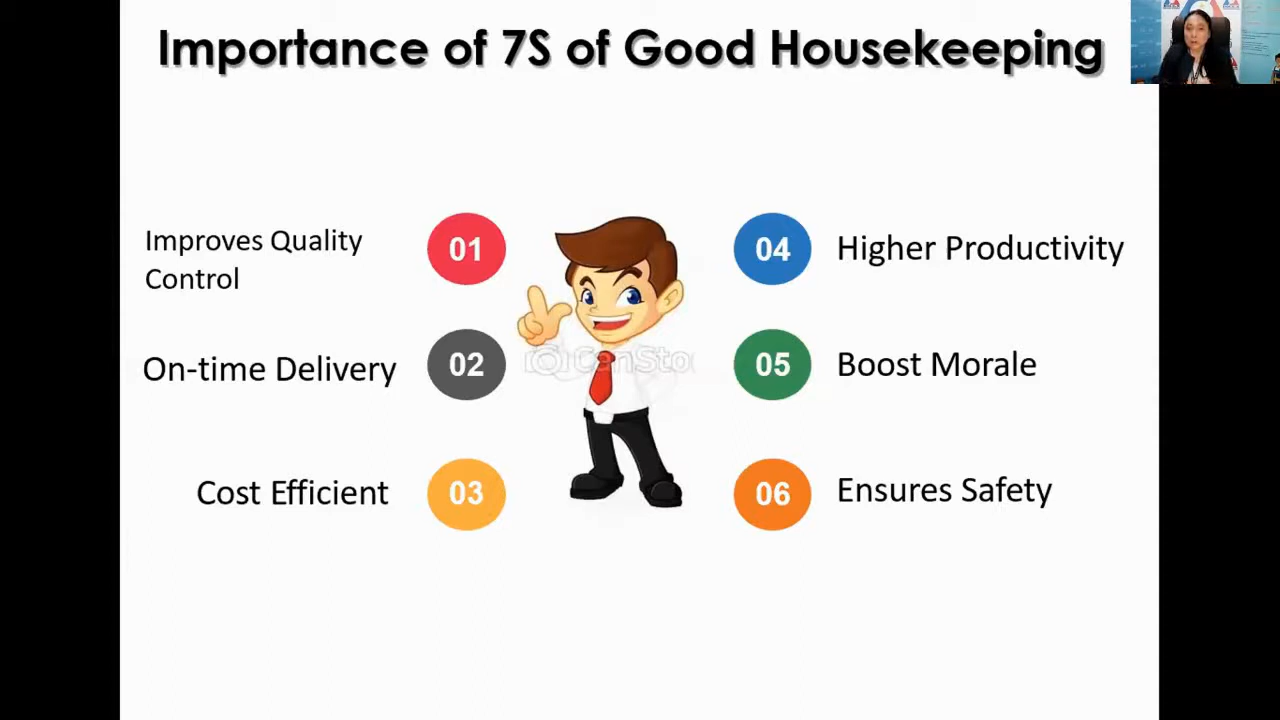 Importance of 7S of Good Housekeeping
Improves Quality
Control
01
On-time Delivery
02
Cost Efficient
03
04
Higher Productivity
05
Boost Morale
06
Ensures Safety